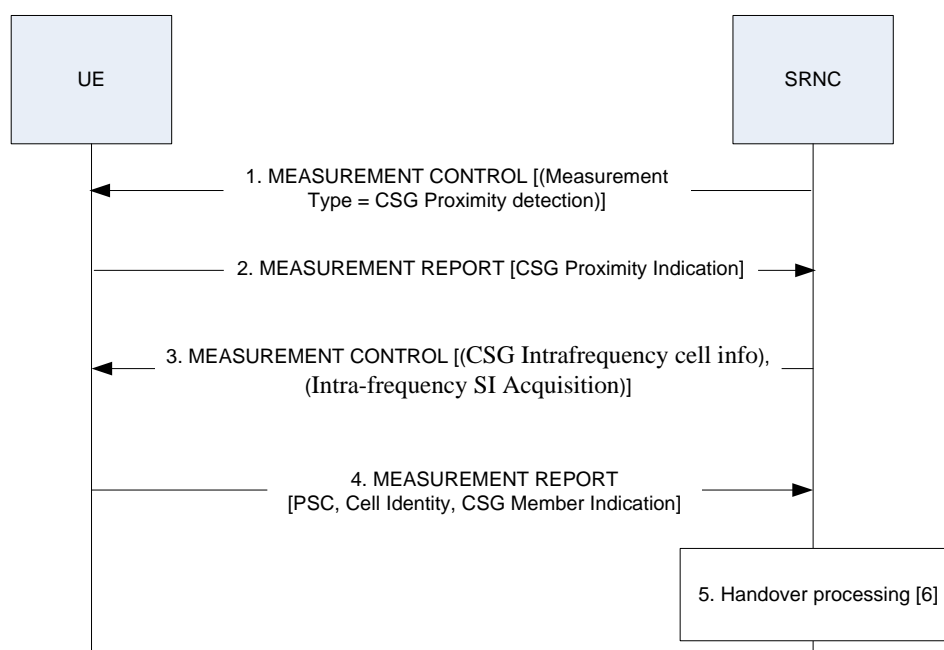 UE
SRNC
1. MEASUREMENT CONTROL [(Measurement
Type = CSG Proximity detection)]
2. MEASUREMENT REPORT [CSG Proximity Indication]
3. MEASUREMENT CONTROL [(CSG Intrafrequency cell info),
(Intra-frequency SI Acquisition)]
4. MEASUREMENT REPORT
[PSC, Cell Identity, CSG Member Indication]
5. Handover processing [6]